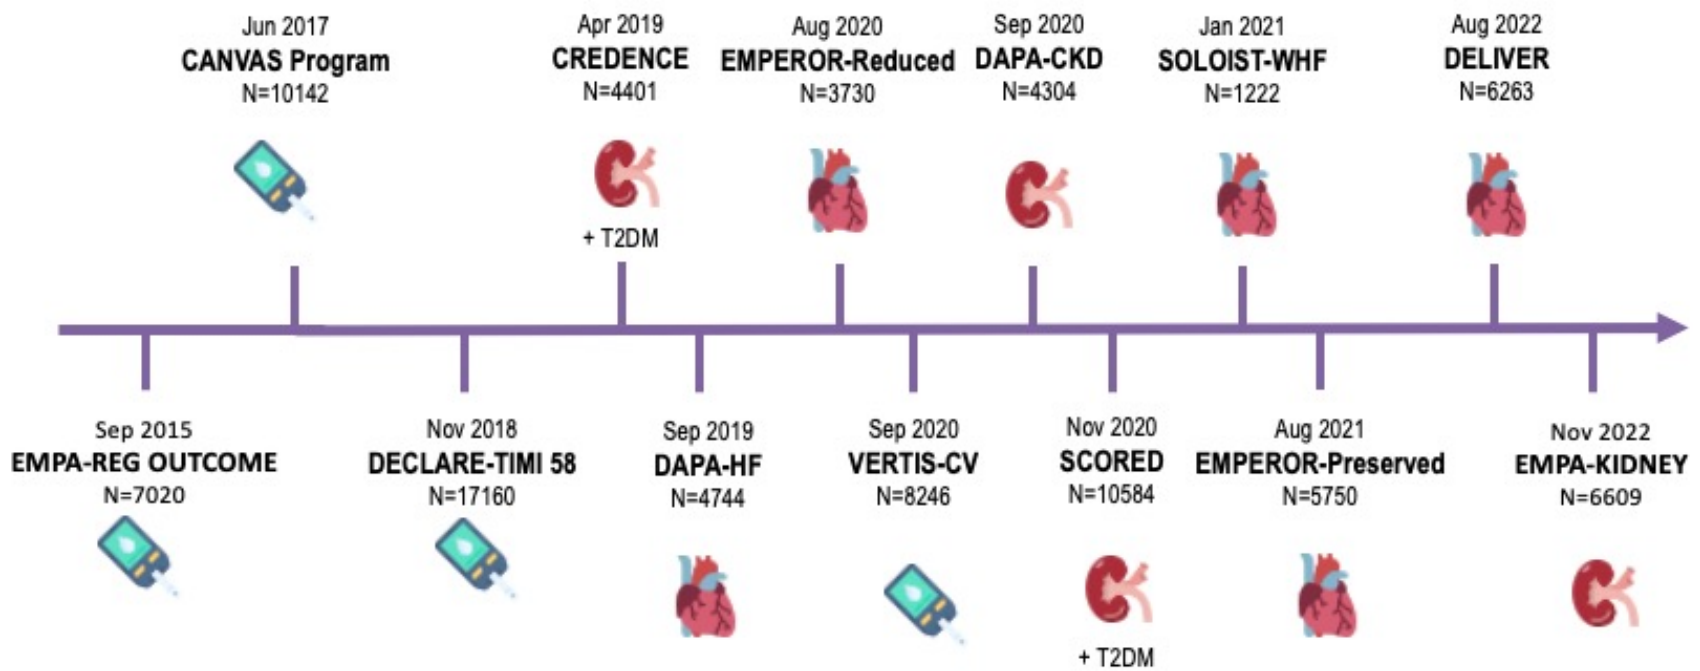 Jun 2017
CANVAS Program
N=10142
Apr 2019
CREDENCE
N=4401
+ T2DM
Aug 2020
EMPEROR-Reduced
N=3730
Sep 2020
DAPA-CKD
N=4304
Jan 2021
SOLOIST-WHF
N=1222
Aug 2022
DELIVER
N=6263
Sep 2015
EMPA-REG OUTCOME
N=7020
Nov 2018
DECLARE-TIMI 58
N=17160
Sep 2019
DAPA-HF
N=4744
Sep 2020
VERTIS-CV
N=8246
Nov 2020
SCORED
N=10584
+ T2DM
Aug 2021
EMPEROR-Preserved
N=5750
Nov 2022
EMPA-KIDNEY
N=6609